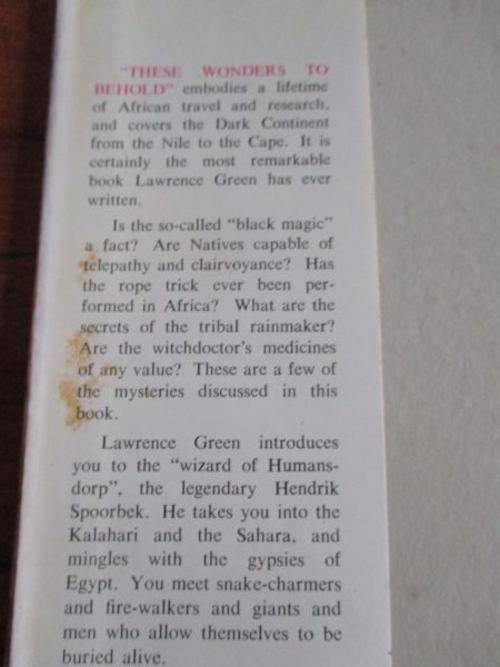 "THESE WONDERS TO
BEHOLD" embodies a lifetime
of African travel and research,
and covers the Dark Continent
from the Nile to the Cape. It is
certainly the most remarkable
book Lawrence Green has ever
written.
Is the so-called "black magic"
a fact? Are Natives capable of
telepathy and clairvoyance? Has
the rope trick ever been per-
formed in Africa? What are the
secrets of the tribal rainmaker?
Are the witchdoctor's medicines
of any value? These are a few of
the mysteries discussed in this
book.
Lawrence Green introduces
you to the "wizard of Humans-
dorp", the legendary Hendrik
Spoorbek. He takes you into the
Kalahari and the Sahara, and
mingles with the gypsies of
Egypt. You meet snake-charmers
and fire-walkers and giants and
men who allow themselves to be
buried alive.